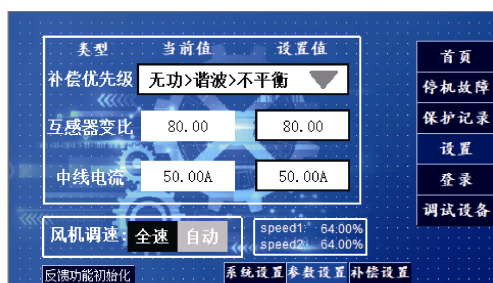 类型 当前值 设置值
补偿优先级 无功>谐波>不平衡
互感器变比 80.00 80.00
中线电流 50.00A 50.00A
风机调速: 全速 自动
speed1: 64.00%
speed2: 64.00%
反馈功能初始化
系统设置 参数设置 补偿设置
首页
停机故障
保护记录
设置
登录
调试设备